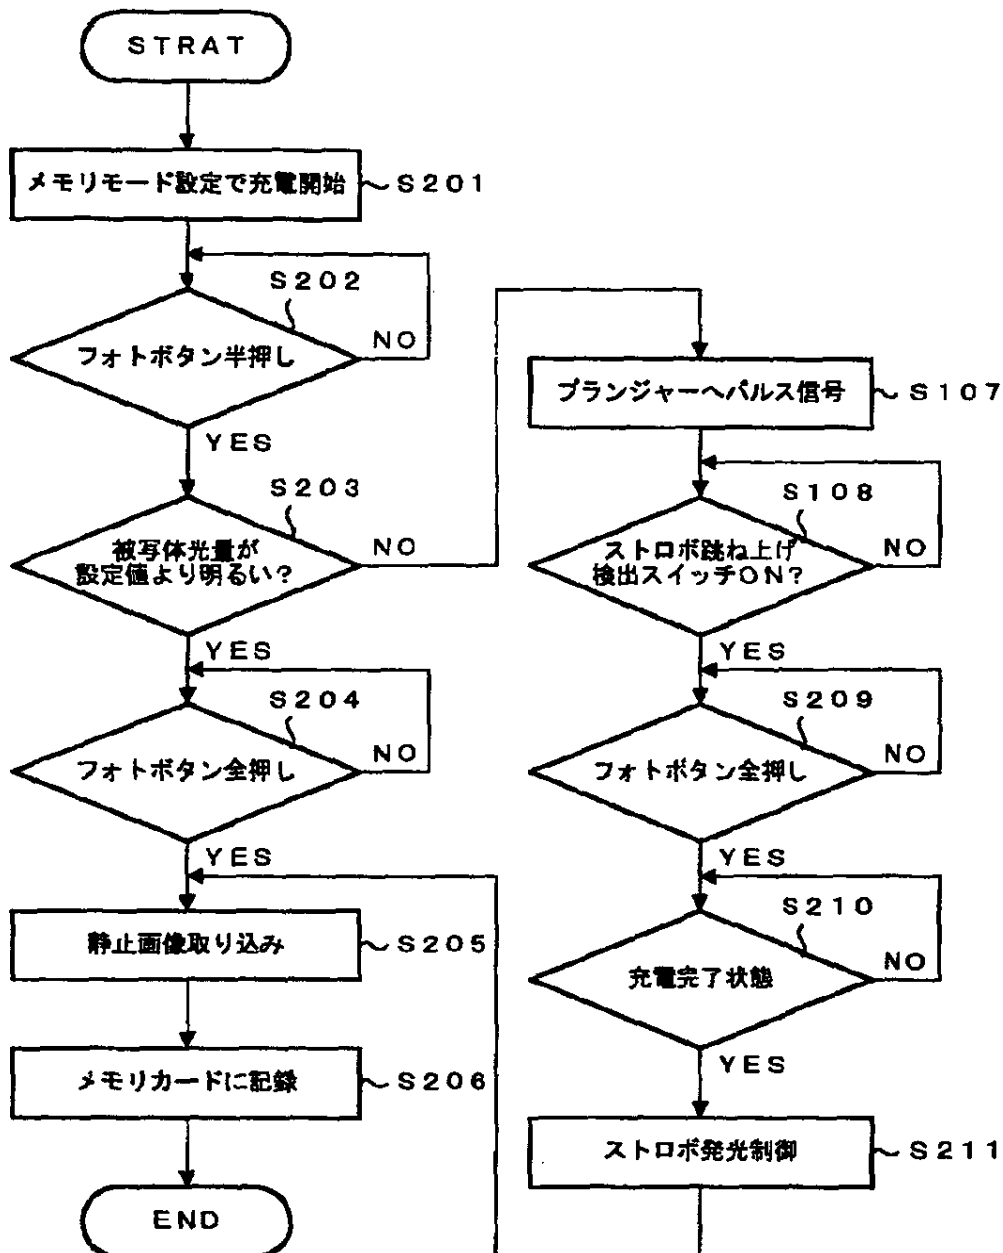 STRAT
メモリモード設定で充電開始
S201
S202
フォトボタン半押し
NO
YES
S203
被写体光量が
設定値より明るい?
NO
YES
S204
フォトボタン全押し
NO
YES
静止画像取り込み
S205
メモリカードに記録
S206
END
プランジャーへパルス信号
S107
S108
ストロボ跳ね上げ
検出スイッチON?
NO
YES
S209
フォトボタン全押し
NO
YES
S210
充電完了状態
NO
YES
ストロボ発光制御
S211